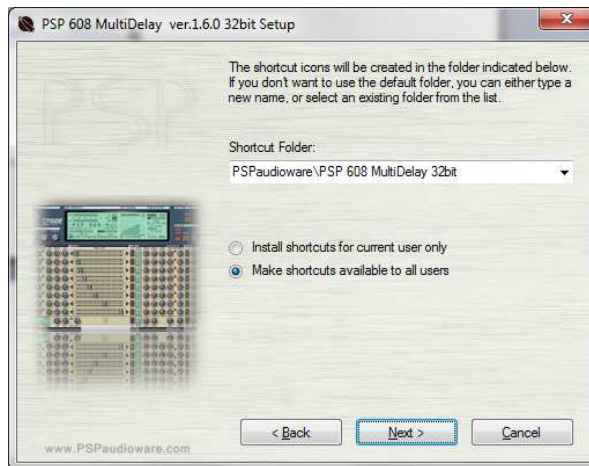 PSP 608 MultiDelay ver.1.6.0 32bit Setup
PSP
The shortcut icons will be created in the folder indicated below.
If you don't want to use the default folder, you can either type a
new name, or select an existing folder from the list.
Shortcut Folder:
PSPaudioware\PSP 608 MultiDelay 32bit
Install shortcuts for current user only
Make shortcuts available to all users
< Back
Next >
Cancel
www.PSPaudioware.com